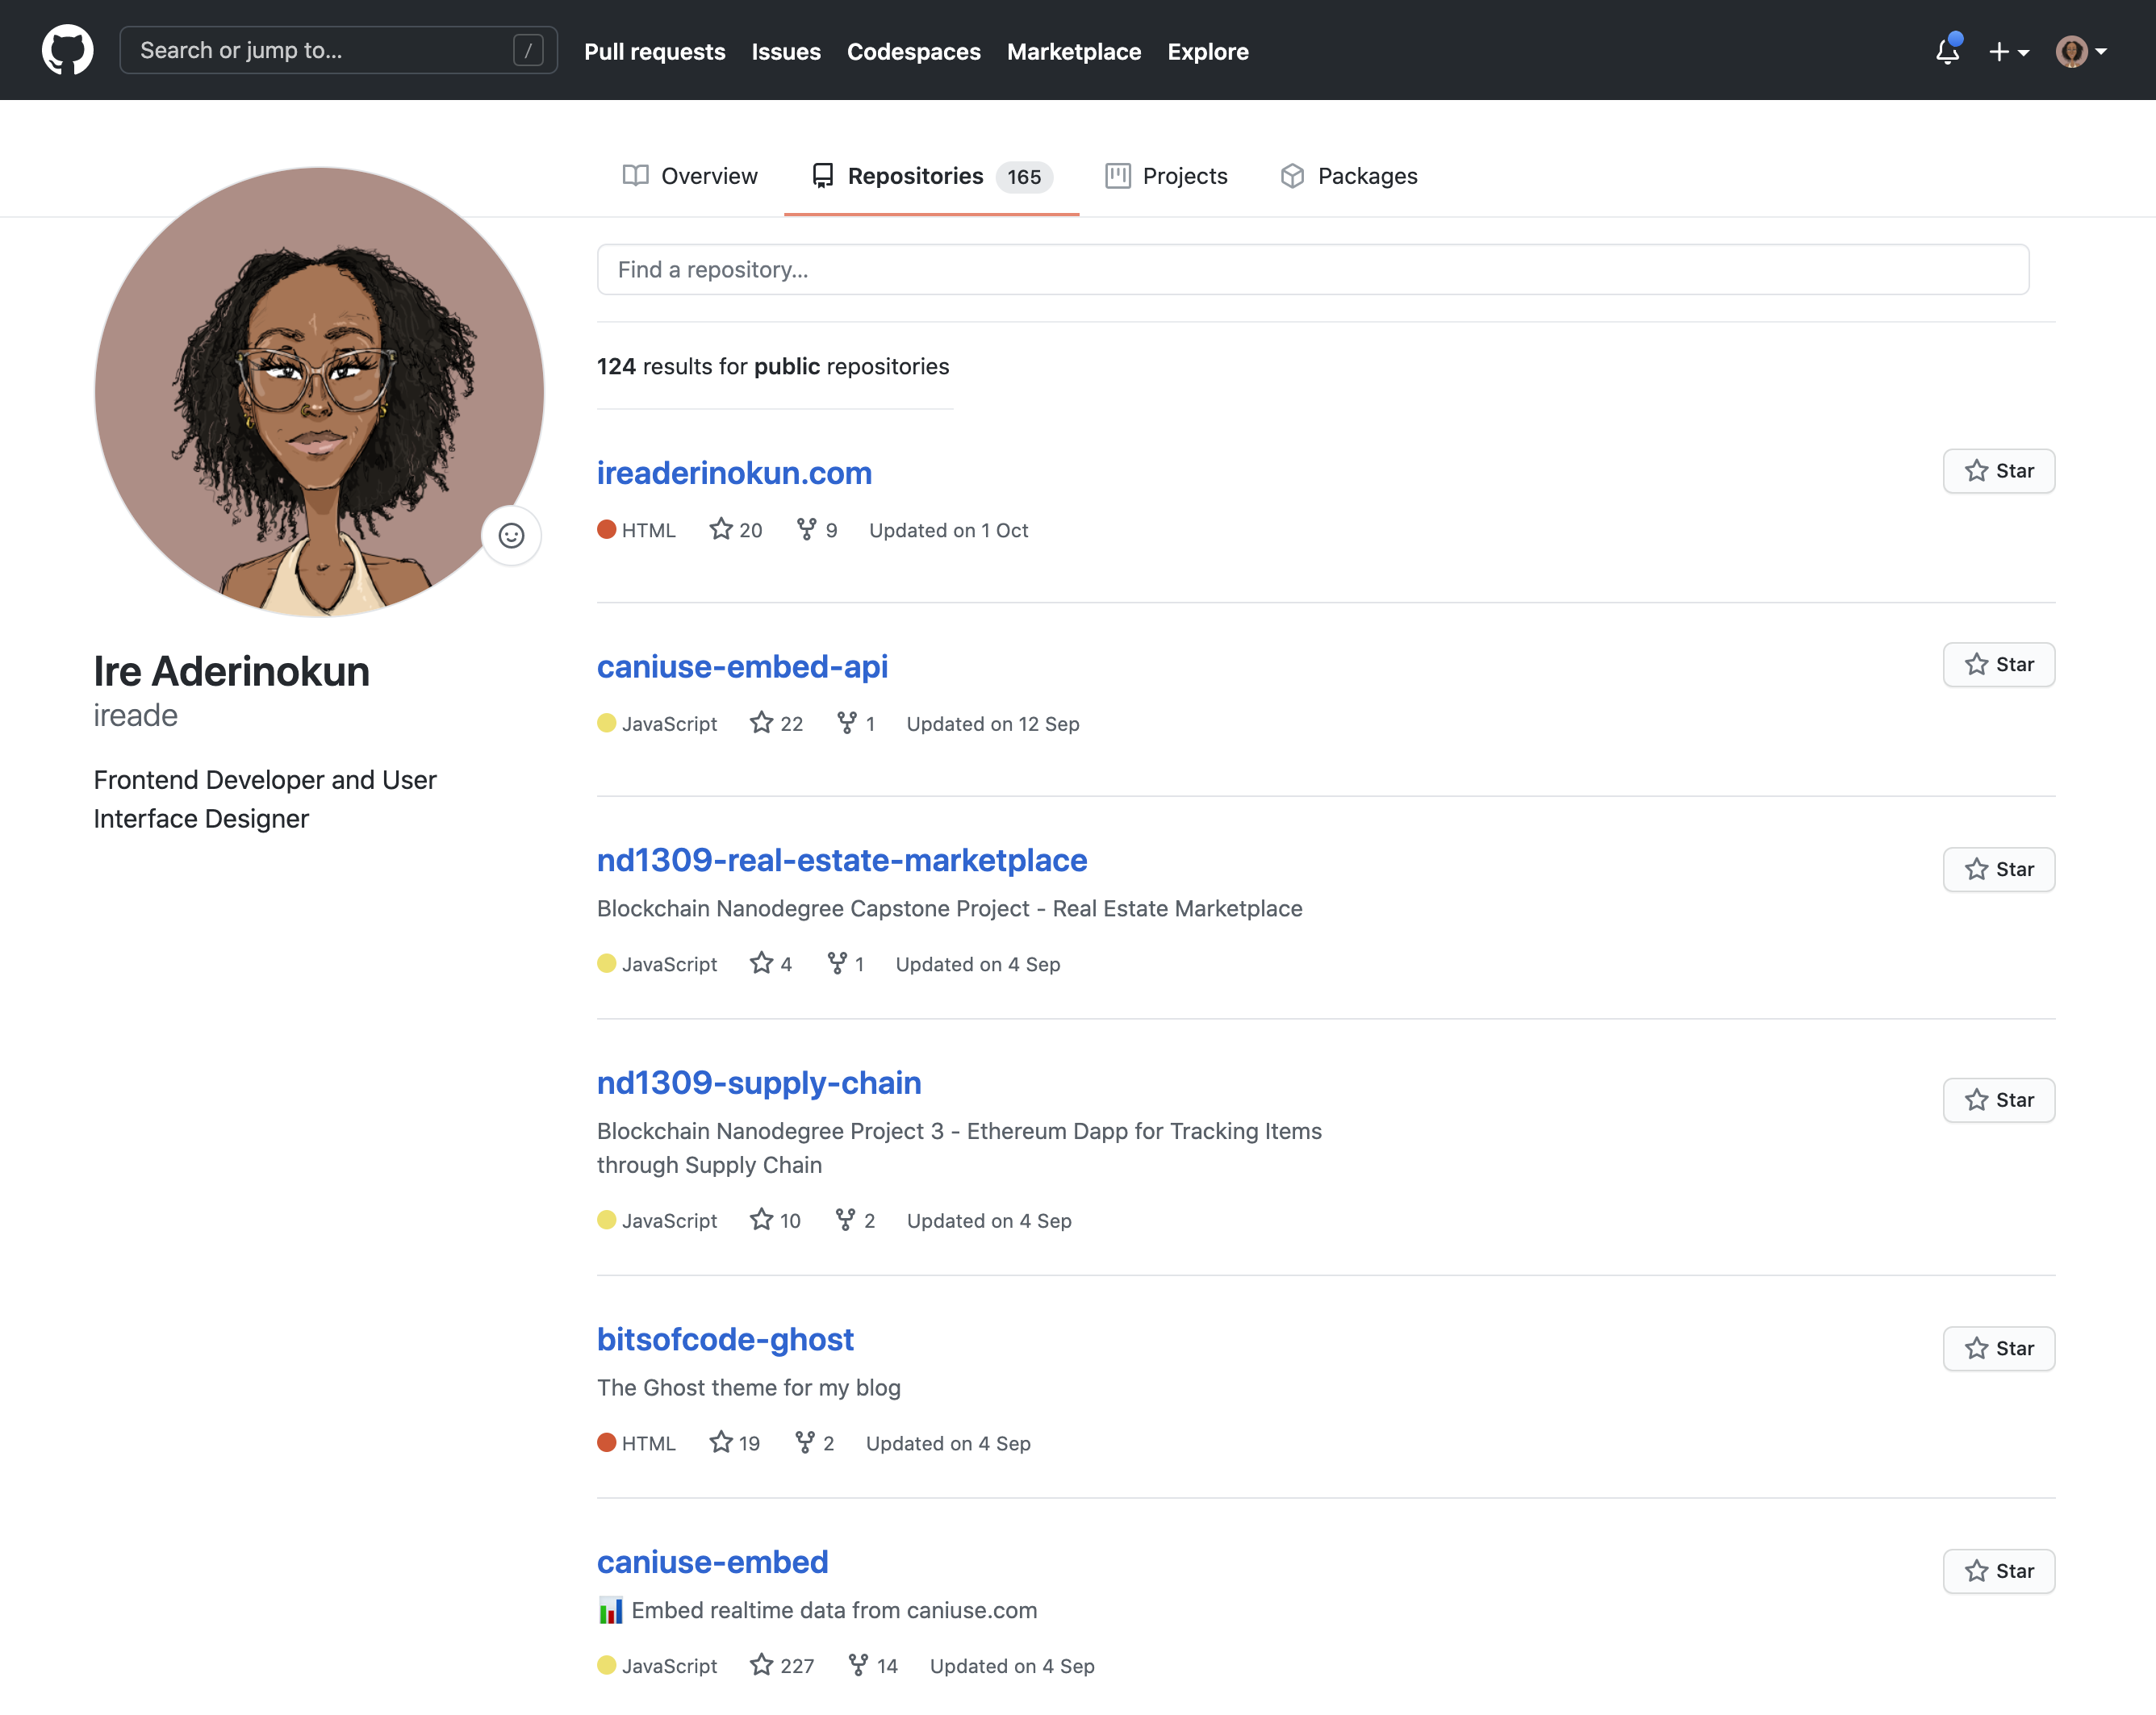 Search or jump to...
/
Pull requests
Issues
Codespaces
Marketplace
Explore
Overview
Repositories 165
Projects
Packages
Ire Aderinokun
ireade
Frontend Developer and User
Interface Designer
Find a repository...
124 results for public repositories
ireaderinokun.com
Star
HTML 20 9 Updated on 1 Oct
caniuse-embed-api
Star
JavaScript 22 1 Updated on 12 Sep
nd1309-real-estate-marketplace
Star
Blockchain Nanodegree Capstone Project - Real Estate Marketplace
JavaScript 4 1 Updated on 4 Sep
nd1309-supply-chain
Star
Blockchain Nanodegree Project 3 - Ethereum Dapp for Tracking Items
through Supply Chain
JavaScript 10 2 Updated on 4 Sep
bitsofcode-ghost
Star
The Ghost theme for my blog
HTML 19 2 Updated on 4 Sep
caniuse-embed
Star
📊 Embed realtime data from caniuse.com
JavaScript 227 14 Updated on 4 Sep